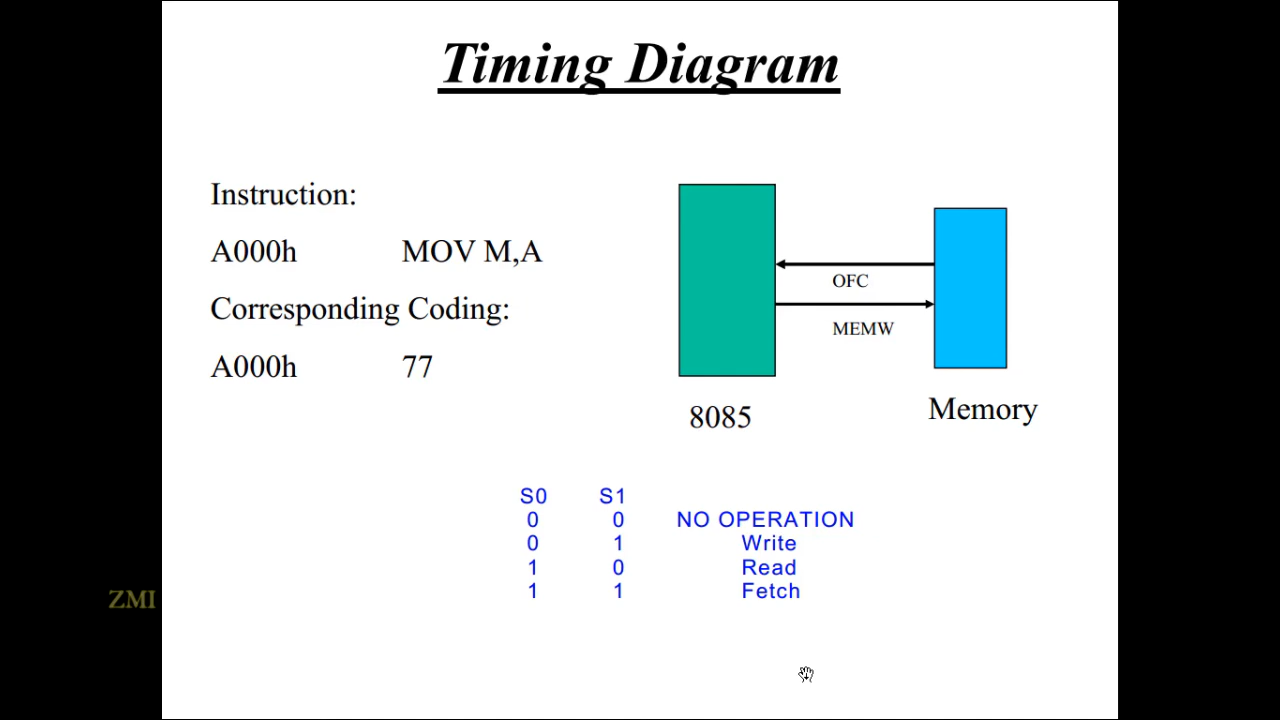 Timing Diagram
Instruction:
A000h MOV M,A
Corresponding Coding:
A000h 77
OFC
MEMW
8085
Memory
S0 S1
0 0 NO OPERATION
0 1 Write
1 0 Read
1 1 Fetch
ZMI